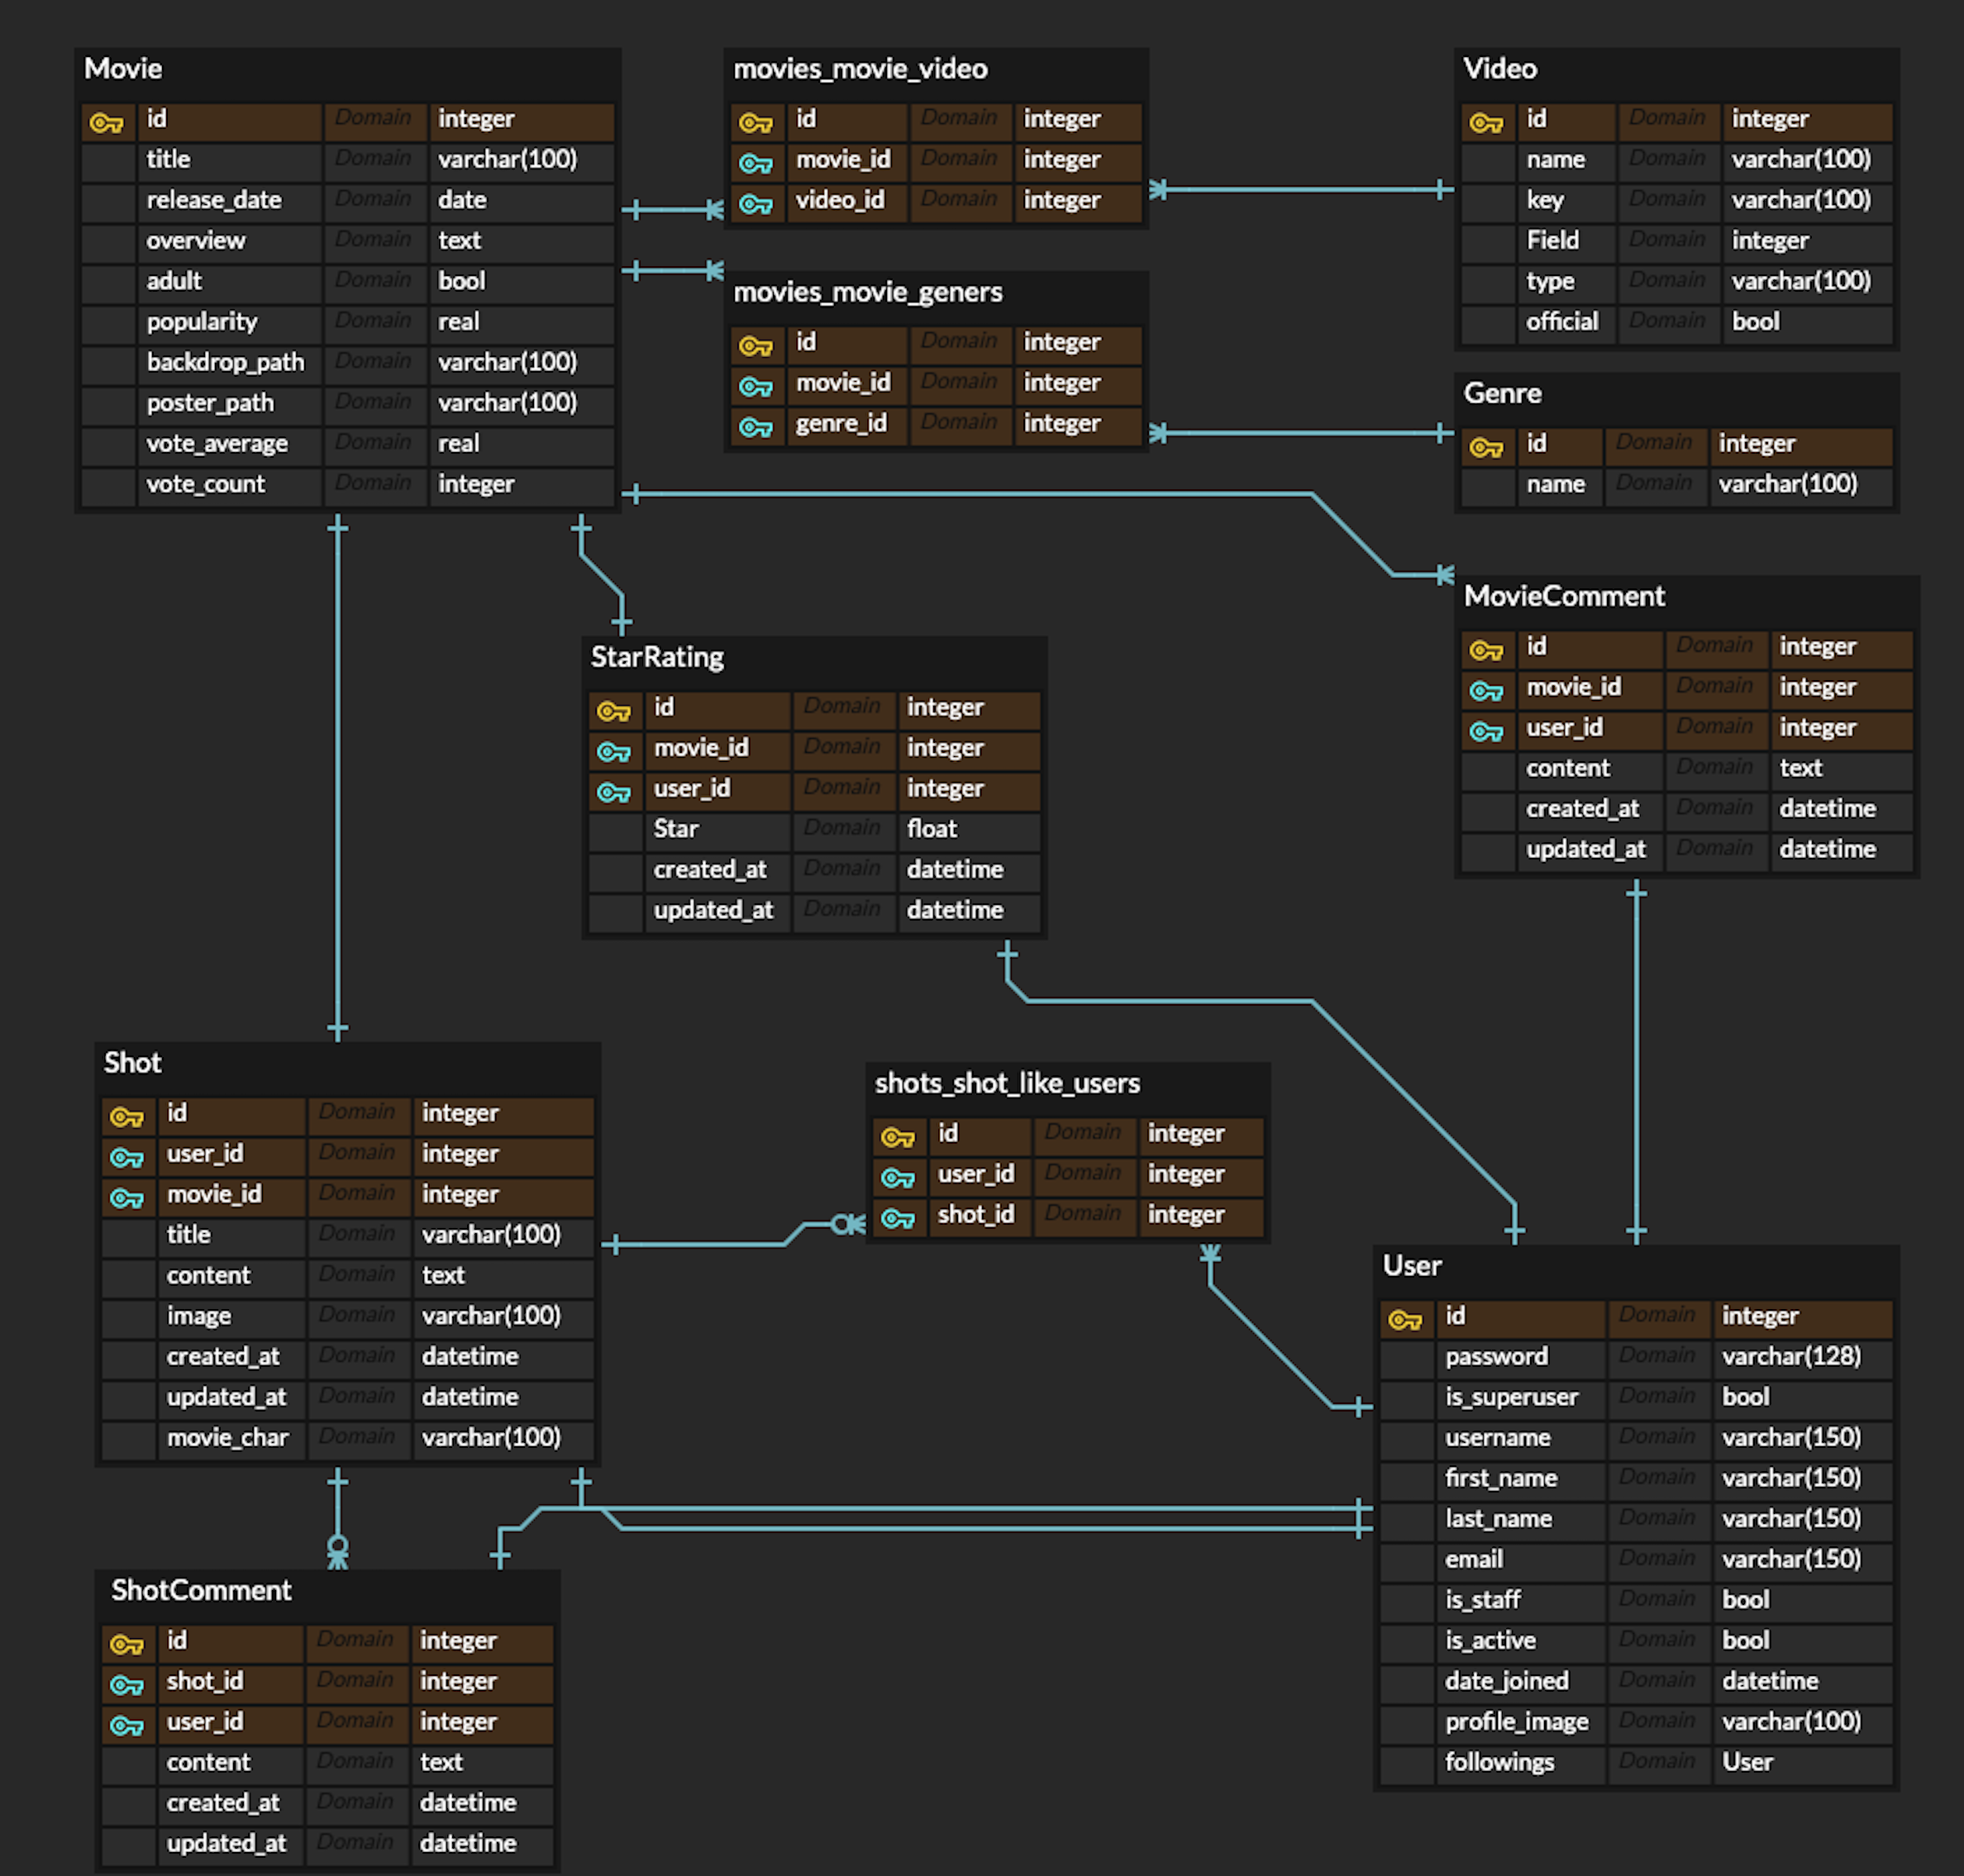 Movie
id Domain integer
title Domain varchar(100)
release_date Domain date
overview Domain text
adult Domain bool
popularity Domain real
backdrop_path Domain varchar(100)
poster_path Domain varchar(100)
vote_average Domain real
vote_count Domain integer
movies_movie_video
id Domain integer
movie_id Domain integer
video_id Domain integer
Video
id Domain integer
name Domain varchar(100)
key Domain varchar(100)
Field Domain integer
type Domain varchar(100)
official Domain bool
movies_movie_geners
id Domain integer
movie_id Domain integer
genre_id Domain integer
Genre
id Domain integer
name Domain varchar(100)
MovieComment
id Domain integer
movie_id Domain integer
user_id Domain integer
content Domain text
created_at Domain datetime
updated_at Domain datetime
StarRating
id Domain integer
movie_id Domain integer
user_id Domain integer
Star Domain float
created_at Domain datetime
updated_at Domain datetime
Shot
id Domain integer
user_id Domain integer
movie_id Domain integer
title Domain varchar(100)
content Domain text
image Domain varchar(100)
created_at Domain datetime
updated_at Domain datetime
movie_char Domain varchar(100)
shots_shot_like_users
id Domain integer
user_id Domain integer
shot_id Domain integer
User
id Domain integer
password Domain varchar(128)
is_superuser Domain bool
username Domain varchar(150)
first_name Domain varchar(150)
last_name Domain varchar(150)
email Domain varchar(150)
is_staff Domain bool
is_active Domain bool
date_joined Domain datetime
profile_image Domain varchar(100)
followings Domain User
ShotComment
id Domain integer
shot_id Domain integer
user_id Domain integer
content Domain text
created_at Domain datetime
updated_at Domain datetime